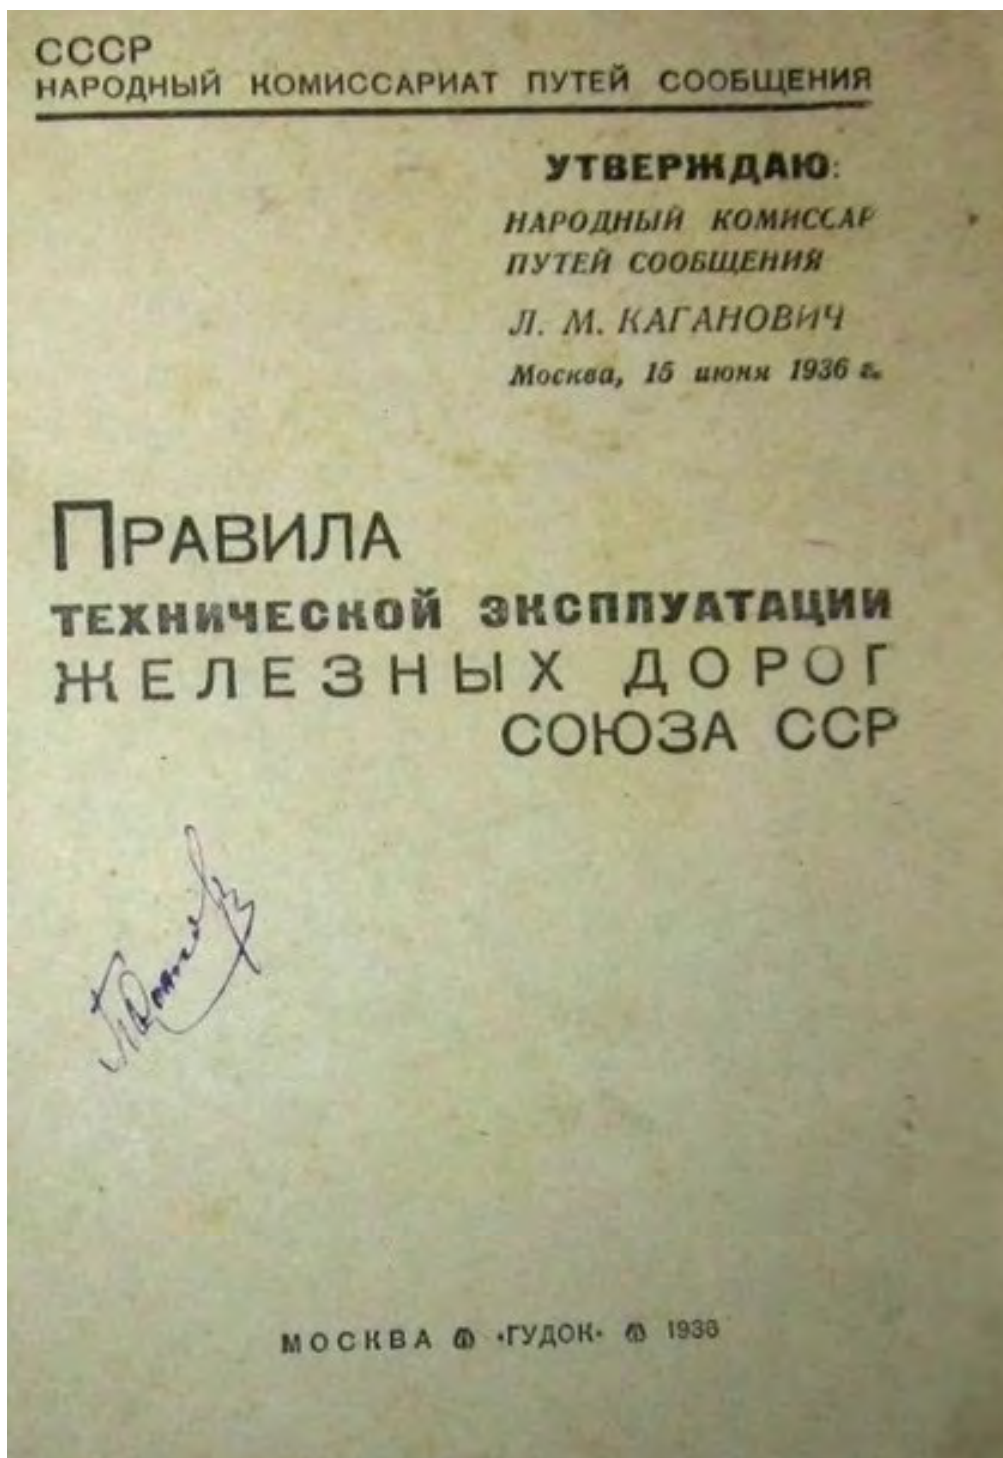 СССР
НАРОДНЫЙ КОМИССАРИАТ ПУТЕЙ СООБЩЕНИЯ
УТВЕРЖДАЮ:
НАРОДНЫЙ КОМИССАР
ПУТЕЙ СООБЩЕНИЯ
Л. М. КАГАНОВИЧ
Москва, 15 июня 1936 г.
ПРАВИЛА
ТЕХНИЧЕСКОЙ ЭКСПЛУАТАЦИИ
ЖЕЛЕЗНЫХ ДОРОГ
СОЮЗА ССР
МОСКВА «ГУДОК» 1936